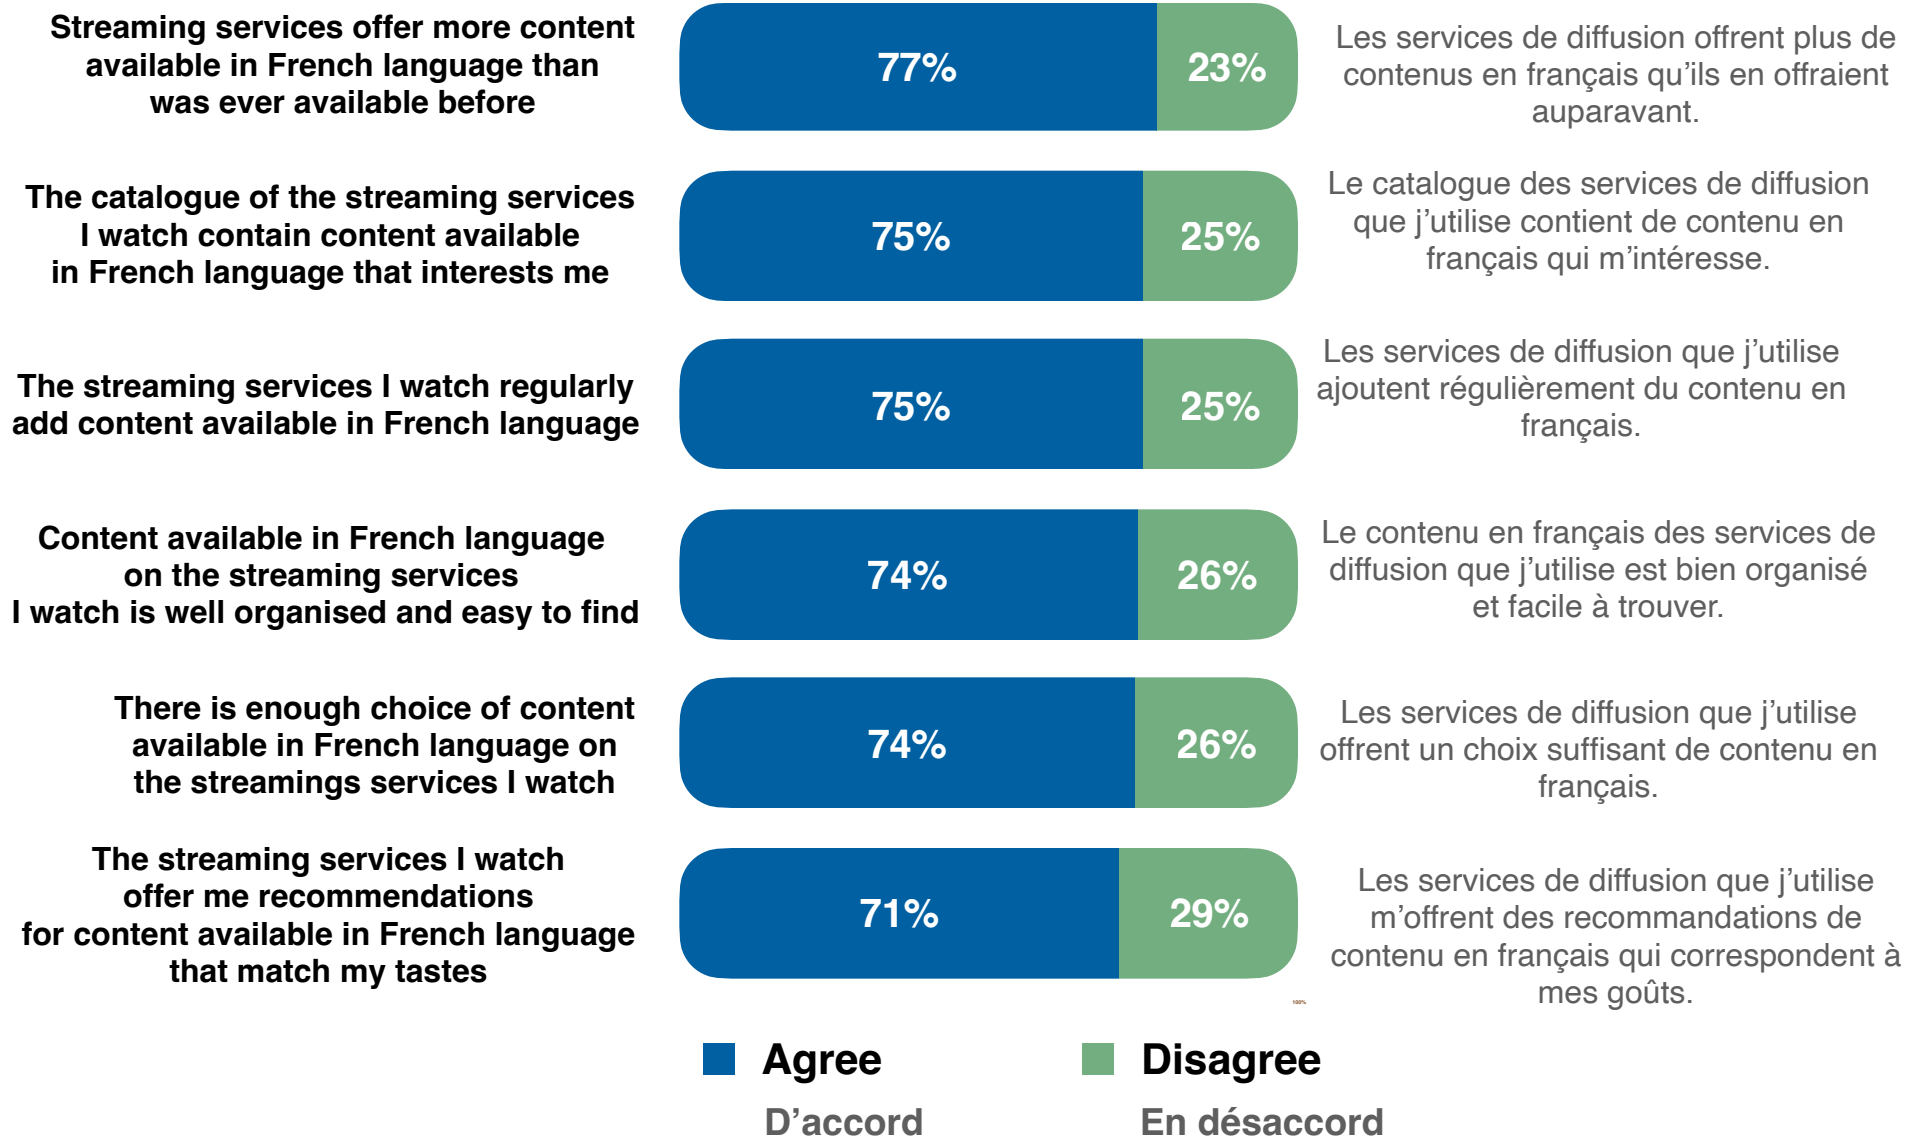 Streaming services offer more content
available in French language than
was ever available before
77%
23%
Les services de diffusion offrent plus de
contenus en français qu’ils en offraient
auparavant.
The catalogue of the streaming services
I watch contain content available
in French language that interests me
75%
25%
Le catalogue des services de diffusion
que j’utilise contient de contenu en
français qui m’intéresse.
The streaming services I watch regularly
add content available in French language
75%
25%
Les services de diffusion que j’utilise
ajoutent régulièrement du contenu en
français.
Content available in French language
on the streaming services
I watch is well organised and easy to find
74%
26%
Le contenu en français des services de
diffusion que j’utilise est bien organisé
et facile à trouver.
There is enough choice of content
available in French language on
the streamings services I watch
74%
26%
Les services de diffusion que j’utilise
offrent un choix suffisant de contenu en
français.
The streaming services I watch
offer me recommendations
for content available in French language
that match my tastes
71%
29%
Les services de diffusion que j’utilise
m’offrent des recommandations de
contenu en français qui correspondent à
mes goûts.
100%
Agree
Disagree
D’accord
En désaccord